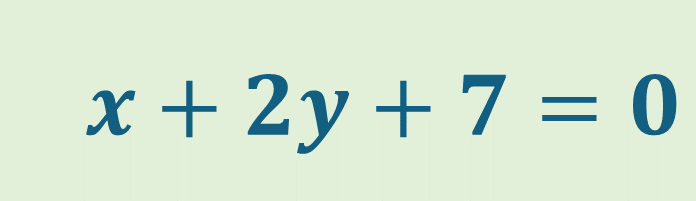 x + 2y + 7 = 0